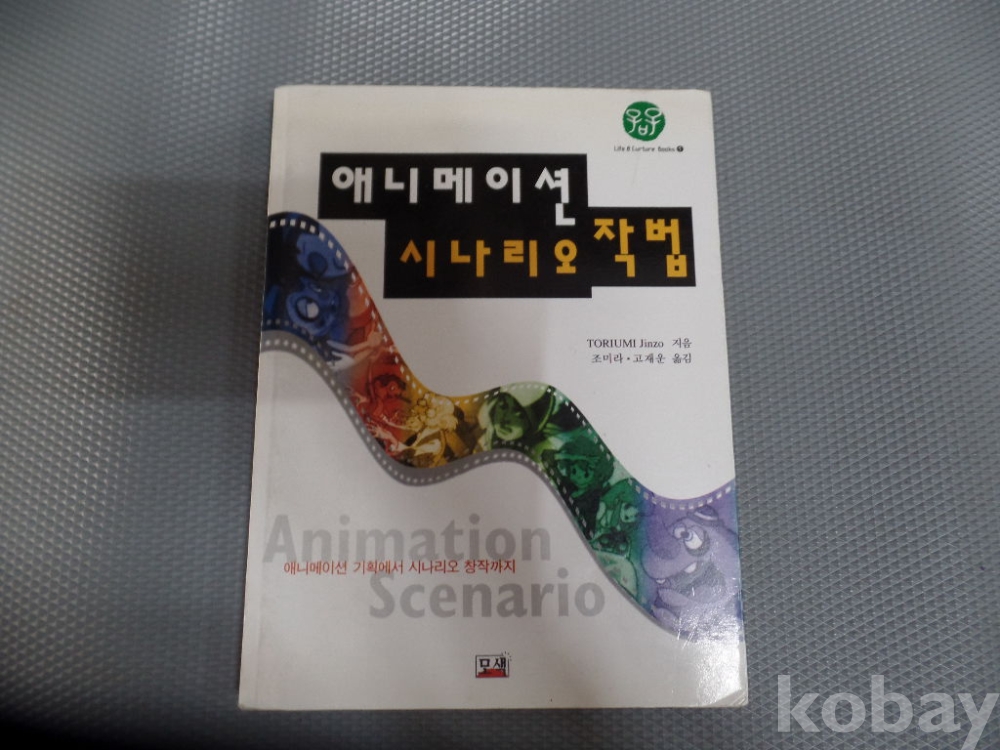 Life & Curture Books 1
애니메이션
시나리오 작법
TORIUMI Jinzo 지음
조미라·고재운 옮김
Animation
애니메이션 기획에서 시나리오 창작까지
Scenario
모색
kobay